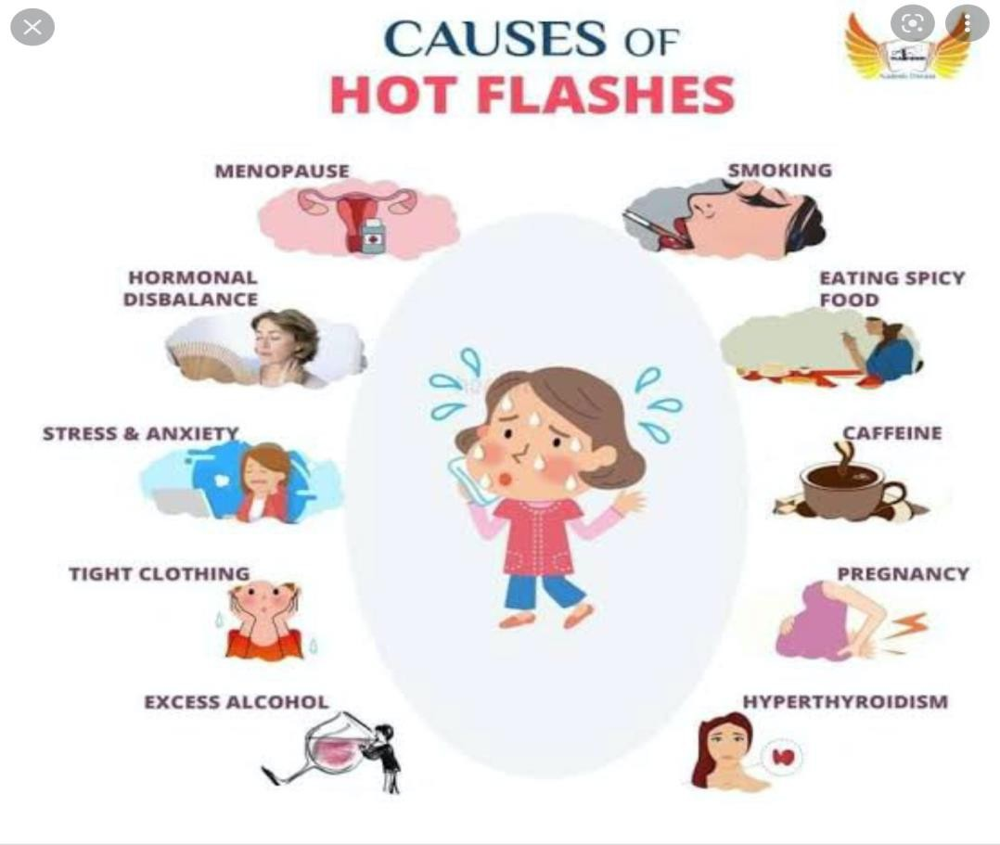 CAUSES OF
HOT FLASHES
MENOPAUSE
SMOKING
HORMONAL
DISBALANCE
EATING SPICY
FOOD
STRESS & ANXIETY
CAFFEINE
TIGHT CLOTHING
PREGNANCY
EXCESS ALCOHOL
HYPERTHYROIDISM